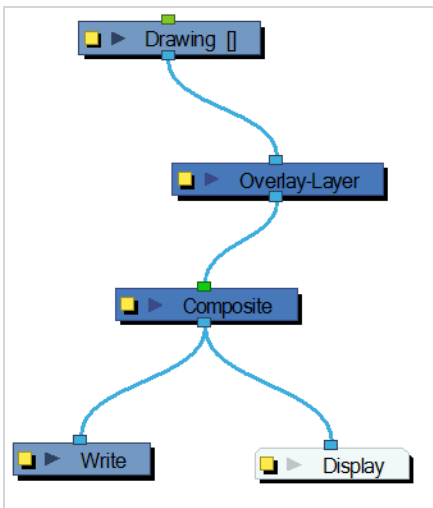 Drawing []
Overlay-Layer
Composite
Write
Display